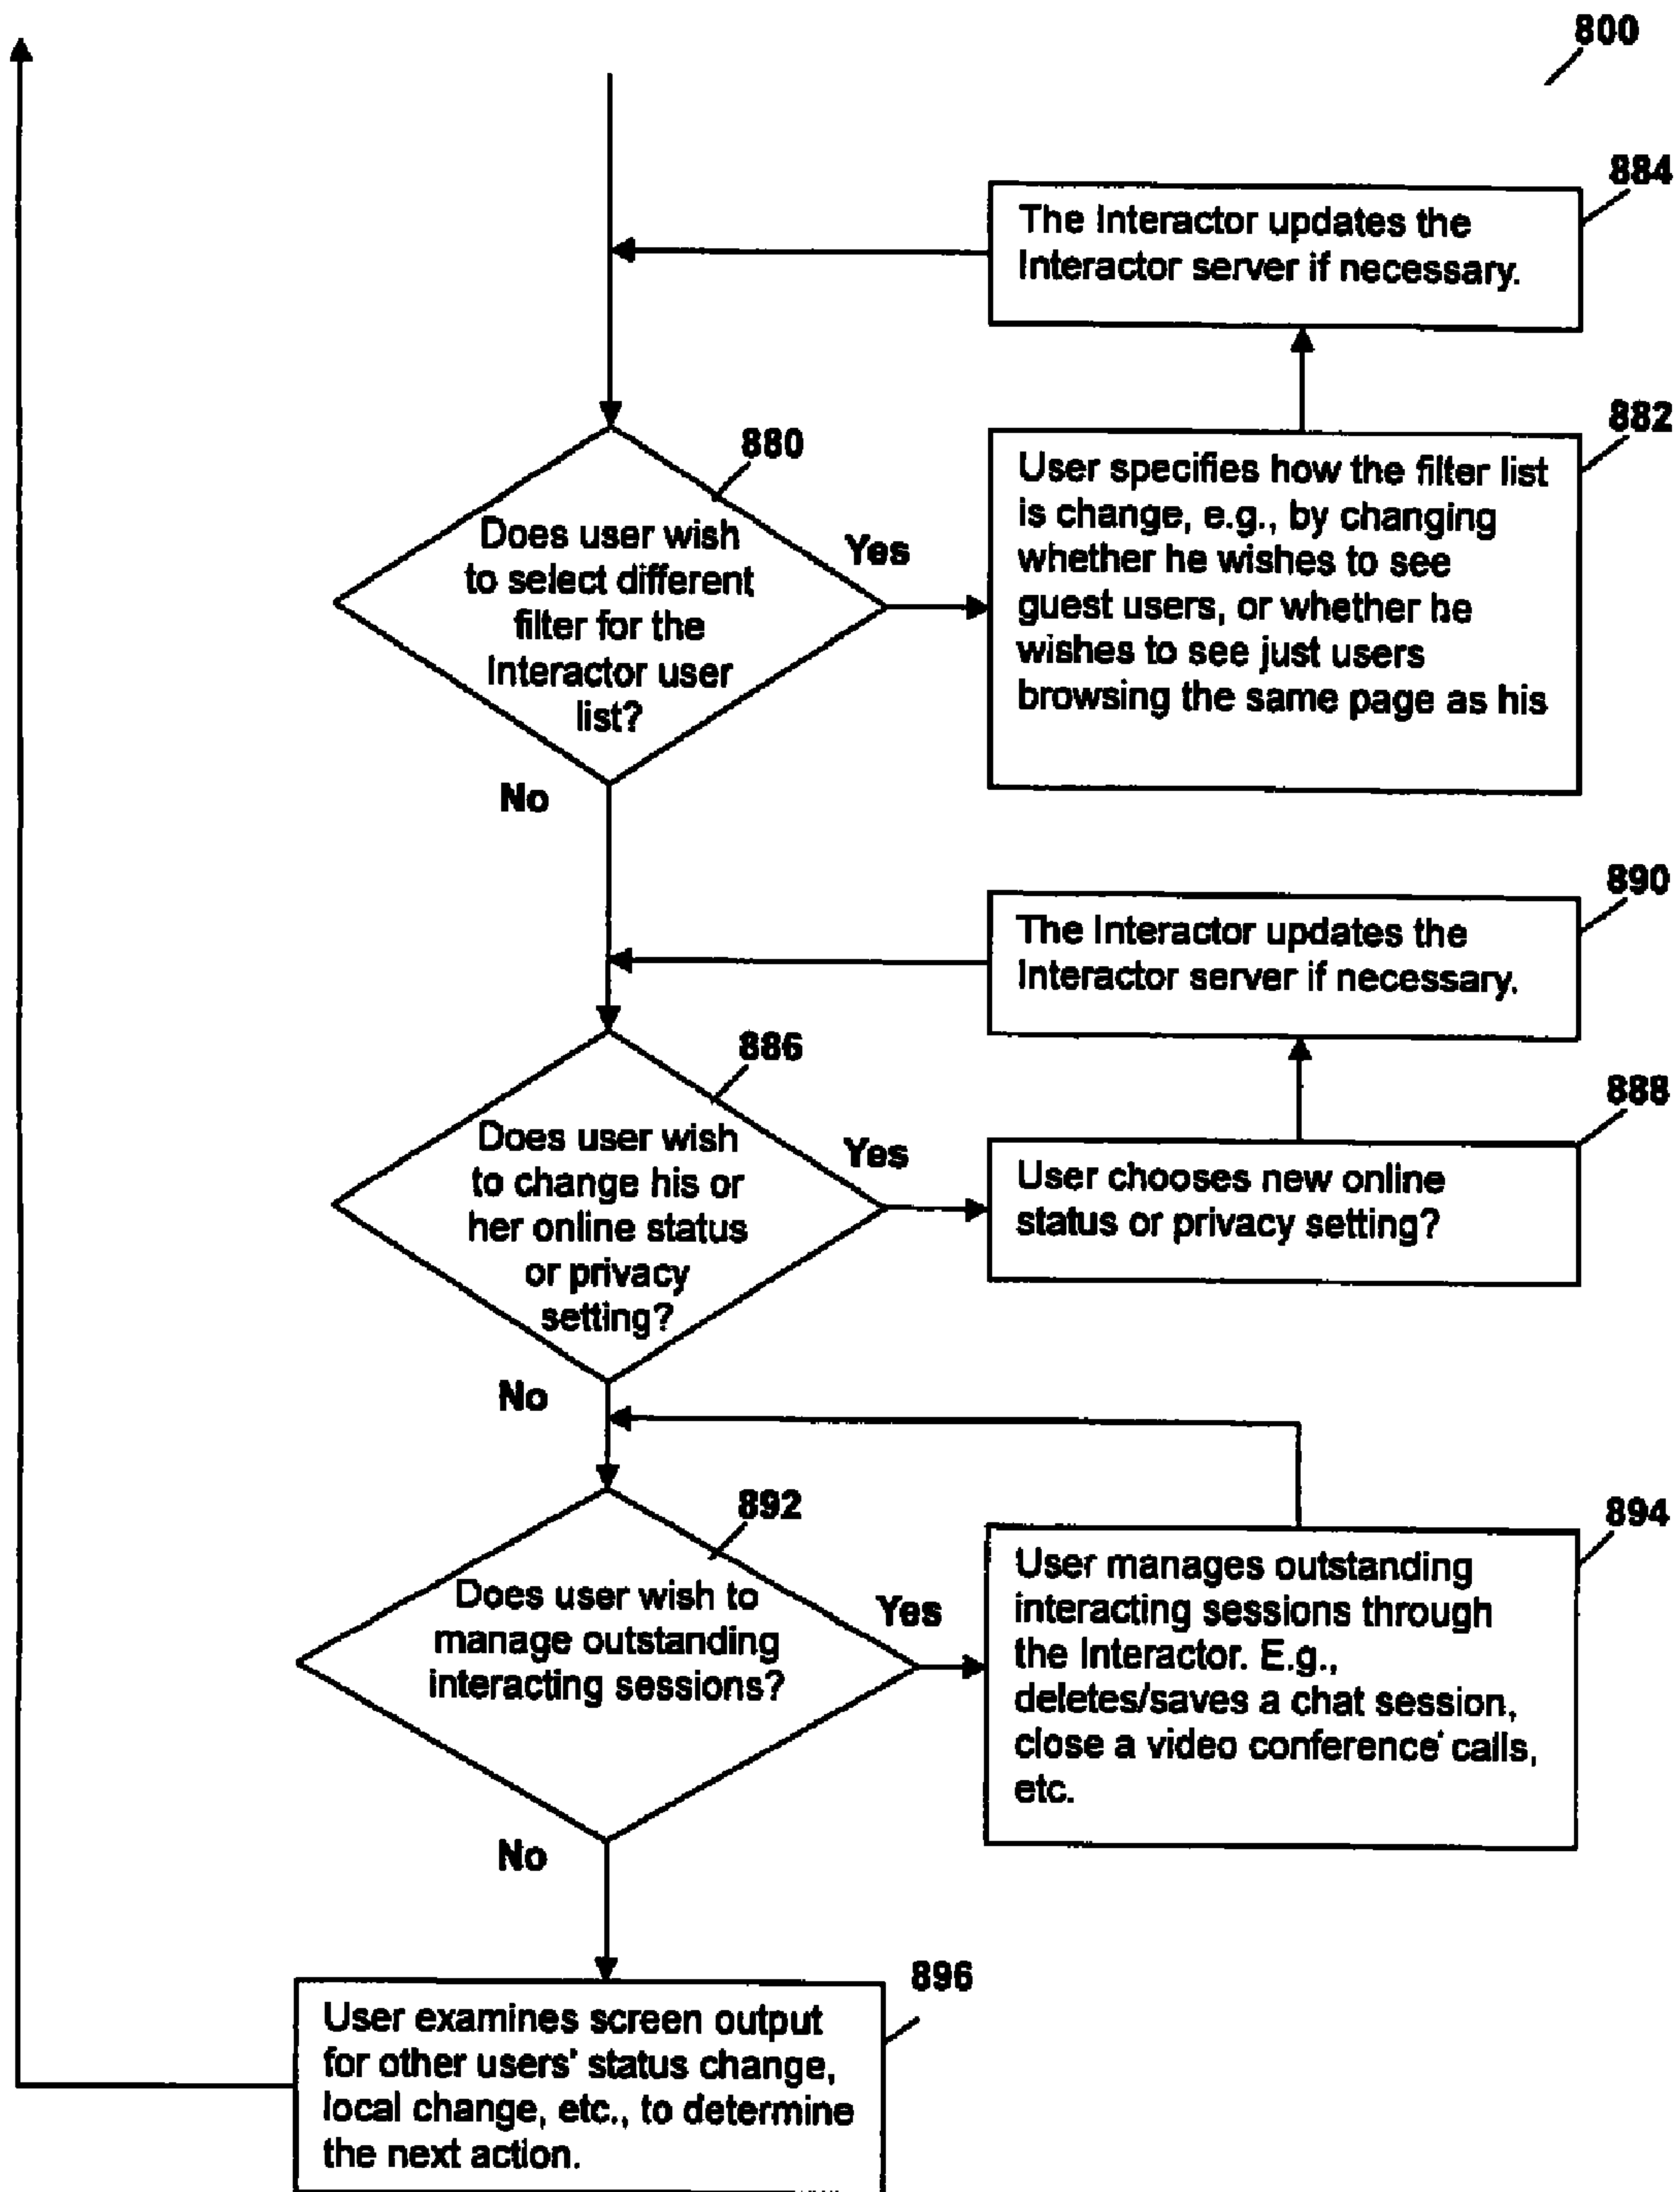 800
884
The Interactor updates the
Interactor server if necessary.
882
User specifies how the filter list
is change, e.g., by changing
whether he wishes to see
guest users, or whether he
wishes to see just users
browsing the same page as his
880
Does user wish
to select different
filter for the
Interactor user
list?
Yes
No
890
The Interactor updates the
Interactor server if necessary.
886
Does user wish
to change his or
her online status
or privacy
setting?
Yes
888
User chooses new online
status or privacy setting?
No
892
Does user wish to
manage outstanding
interacting sessions?
Yes
894
User manages outstanding
interacting sessions through
the Interactor. E.g.,
deletes/saves a chat session,
close a video conference' calls,
etc.
No
896
User examines screen output
for other users' status change,
local change, etc., to determine
the next action.